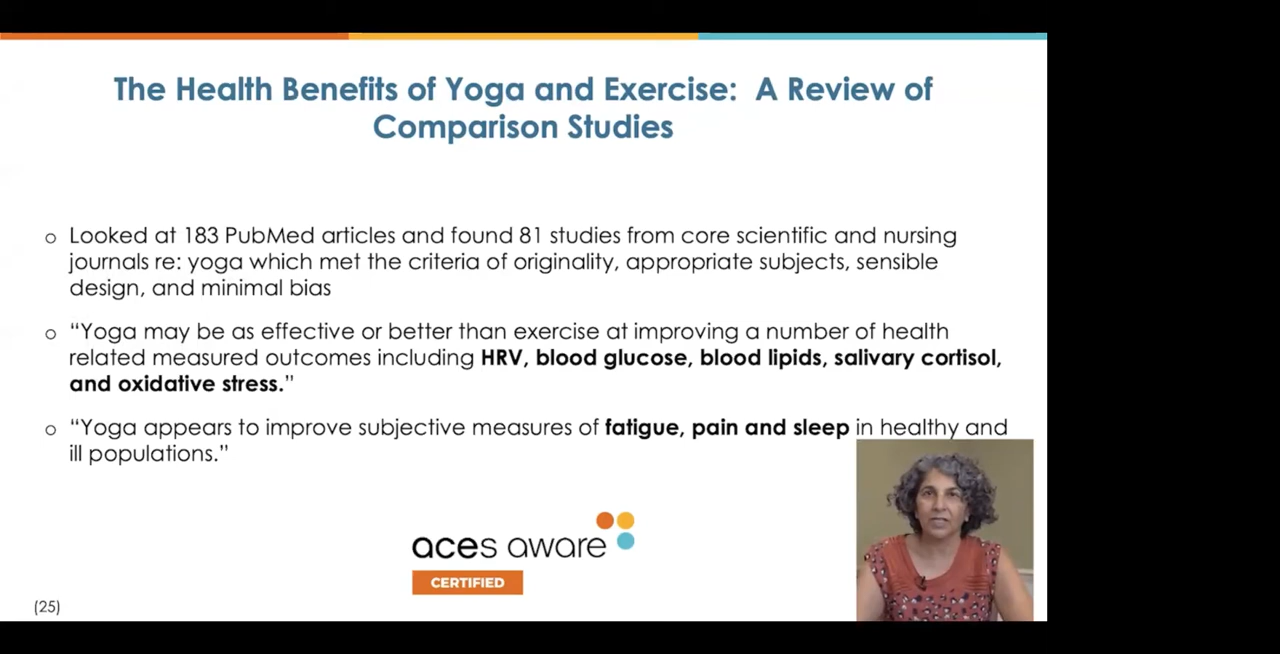 The Health Benefits of Yoga and Exercise: A Review of
Comparison Studies
o Looked at 183 PubMed articles and found 81 studies from core scientific and nursing
journals re: yoga which met the criteria of originality, appropriate subjects, sensible
design, and minimal bias
o “Yoga may be as effective or better than exercise at improving a number of health
related measured outcomes including HRV, blood glucose, blood lipids, salivary cortisol,
and oxidative stress.”
o “Yoga appears to improve subjective measures of fatigue, pain and sleep in healthy and
ill populations.”
aces aware
CERTIFIED
(25)